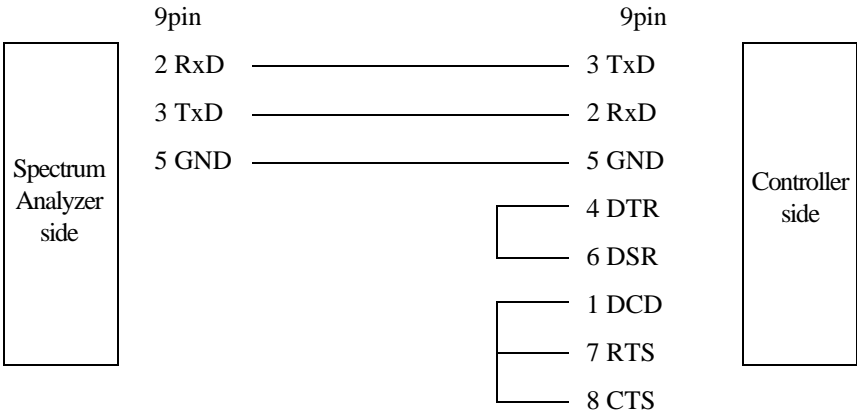 9pin 9pin
2 RxD 3 TxD
3 TxD 2 RxD
5 GND 5 GND
Spectrum
Analyzer
side
Controller
side
4 DTR
6 DSR
1 DCD
7 RTS
8 CTS